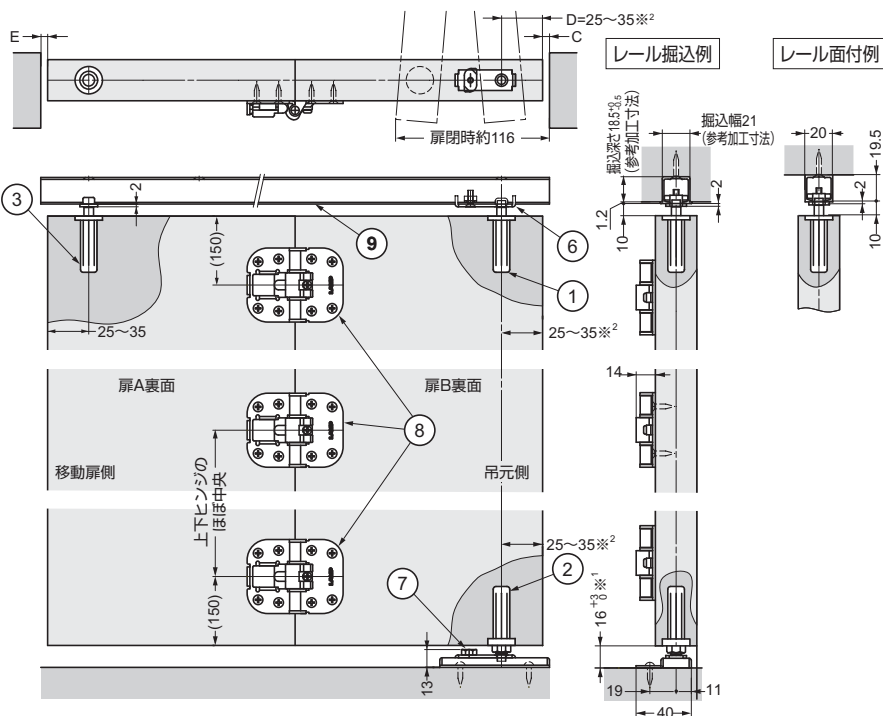 D=25〜35※2
E
C
扉閉時約116
レール掘込例
レール面付例
掘込深さ18.5+0.5
(参考加工寸法)
掘込幅21
(参考加工寸法)
20
19.5
2
2
1.2
10
10
3
2
9
6
(150)
1
25〜35
25〜35※2
扉A裏面
扉B裏面
14
8
移動扉側
吊元側
上下ヒンジの
ほぼ中央
25〜35※2
7
2
(150)
16+3 0※1
13
19
11
40